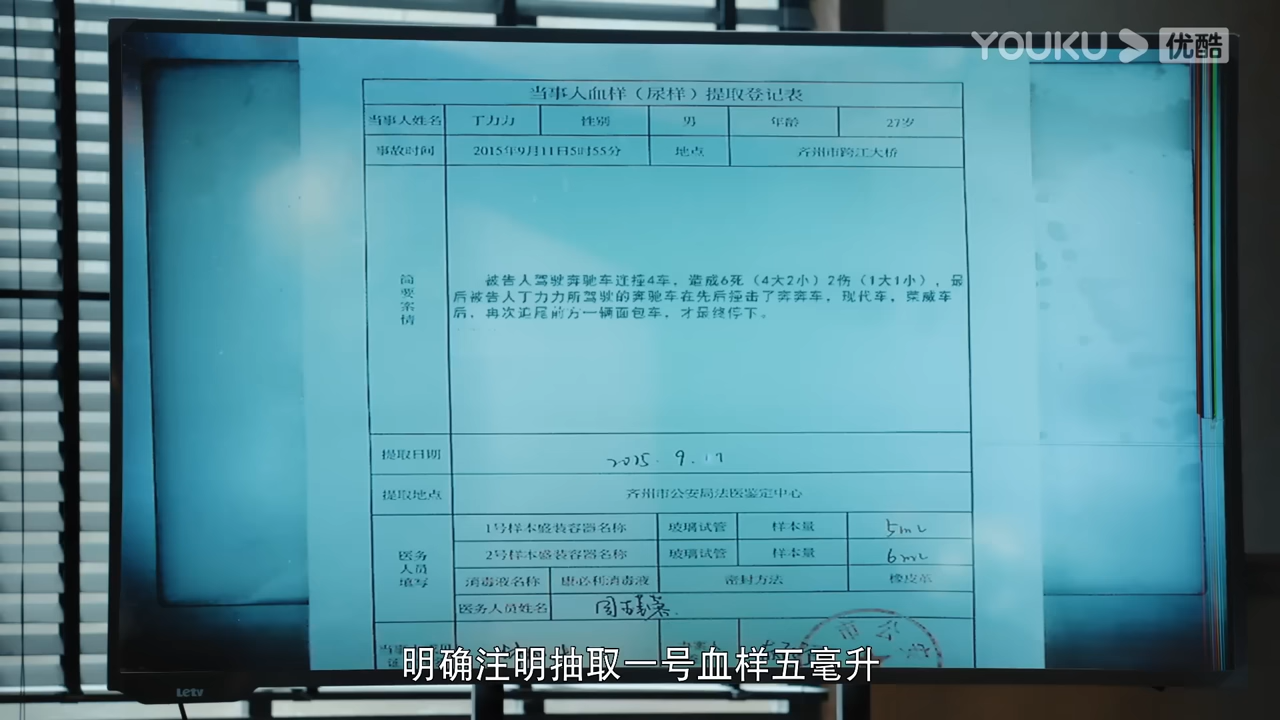 YOUKU 优酷
当事人血样（尿样）提取登记表
当事人姓名 丁力力 性别 男 年龄 27岁
事故时间 2015年9月11日5时55分 地点 齐州市跨江大桥
简要案情
被告人驾驶奔驰车连撞4车，造成6死（4大2小）2伤（1大1小），最
后被告人丁力力所驾驶的奔驰车在先后撞击了奔奔车，现代车，荣威车
后，再次追尾前方一辆面包车，才最终停下。
提取日期 2015. 9.
提取地点 齐州市公安局法医鉴定中心
医务人员填写
1号样本盛装容器名称 玻璃试管 样本量 5mL
2号样本盛装容器名称 玻璃试管 样本量 6mL
消毒液名称 康必利消毒液 密封方法 橡皮塞
医务人员姓名
明确注明抽取一号血样五毫升
Letv